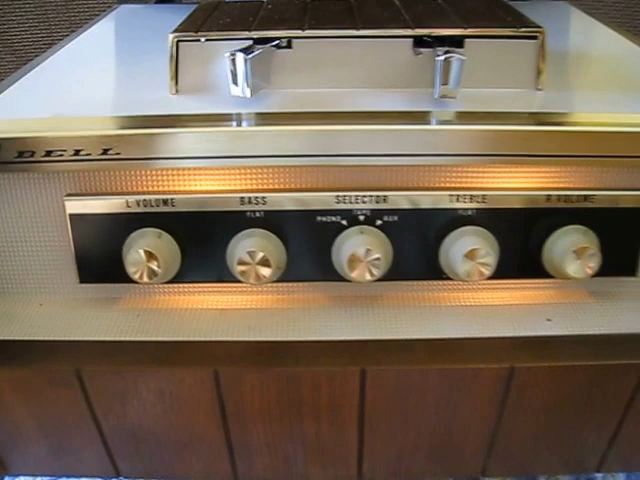 BELL
L VOLUME BASS SELECTOR TREBLE R VOLUME
FLAT PHONO TAPE AUX FLAT